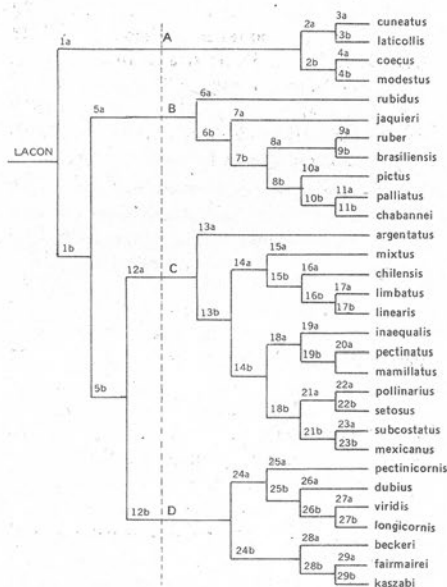 3a cuneatus
2a
1a A 3b laticollis
4a coecus
2b
4b modestus
6a rubidus
5a B
7a jaquieri
6b
9a ruber
8a
7b 9b brasiliensis
10a pictus
8b
11a palliatus
10b
11b chabannei
LACON
13a argentatus
1b
15a mixtus
14a
12a C 15b 16a chilensis
17a limbatus
16b
13b 17b linearis
19a inaequalis
18a
20a pectinatus
19b
14b mamillatus
22a pollinarius
21a
18b 22b setosus
5b
23a subcostatus
21b
23b mexicanus
25a pectinicornis
24a
26a dubius
25b
27a viridis
26b
12b D 27b longicornis
28a beckeri
24b
29a fairmairei
28b
29b kaszabi